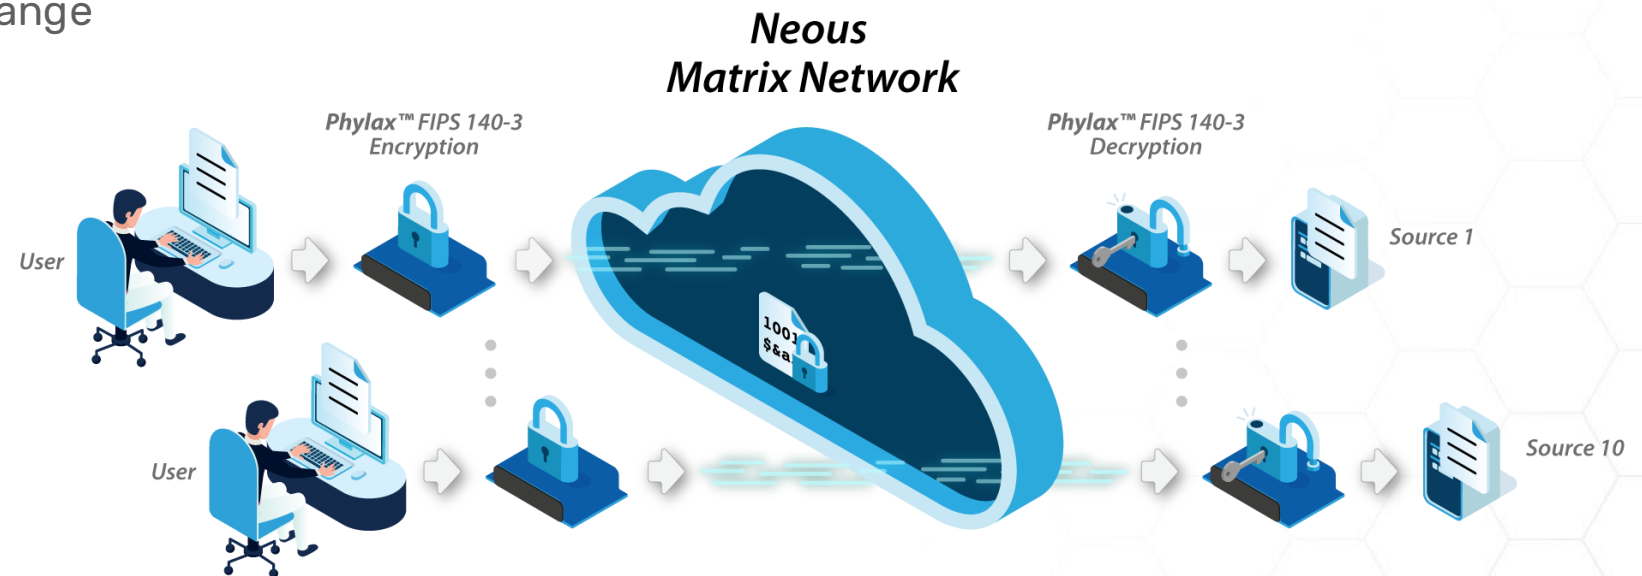 ange
Neous
Matrix Network
Phylax™ FIPS 140-3
Encryption
Phylax™ FIPS 140-3
Decryption
User
Source 1
1001
$&a
User
Source 10